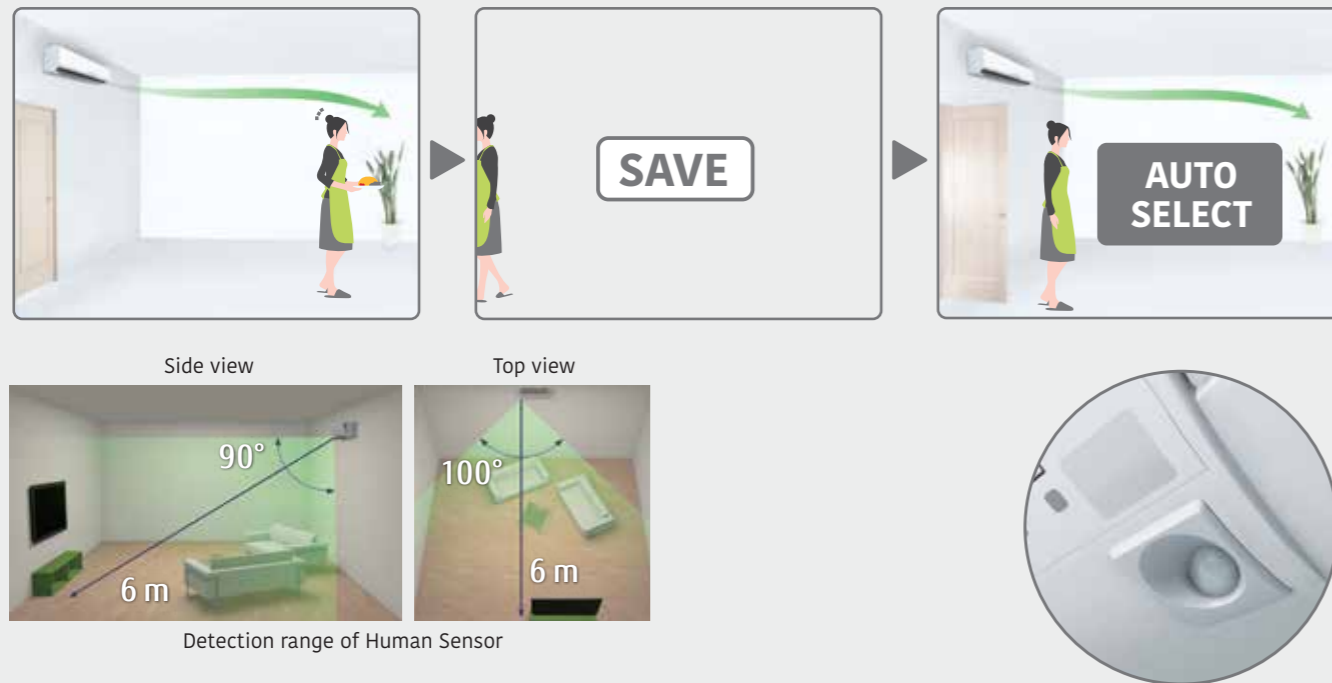 SAVE
AUTO
SELECT
Side view
Top view
90°
6 m
100°
6 m
Detection range of Human Sensor